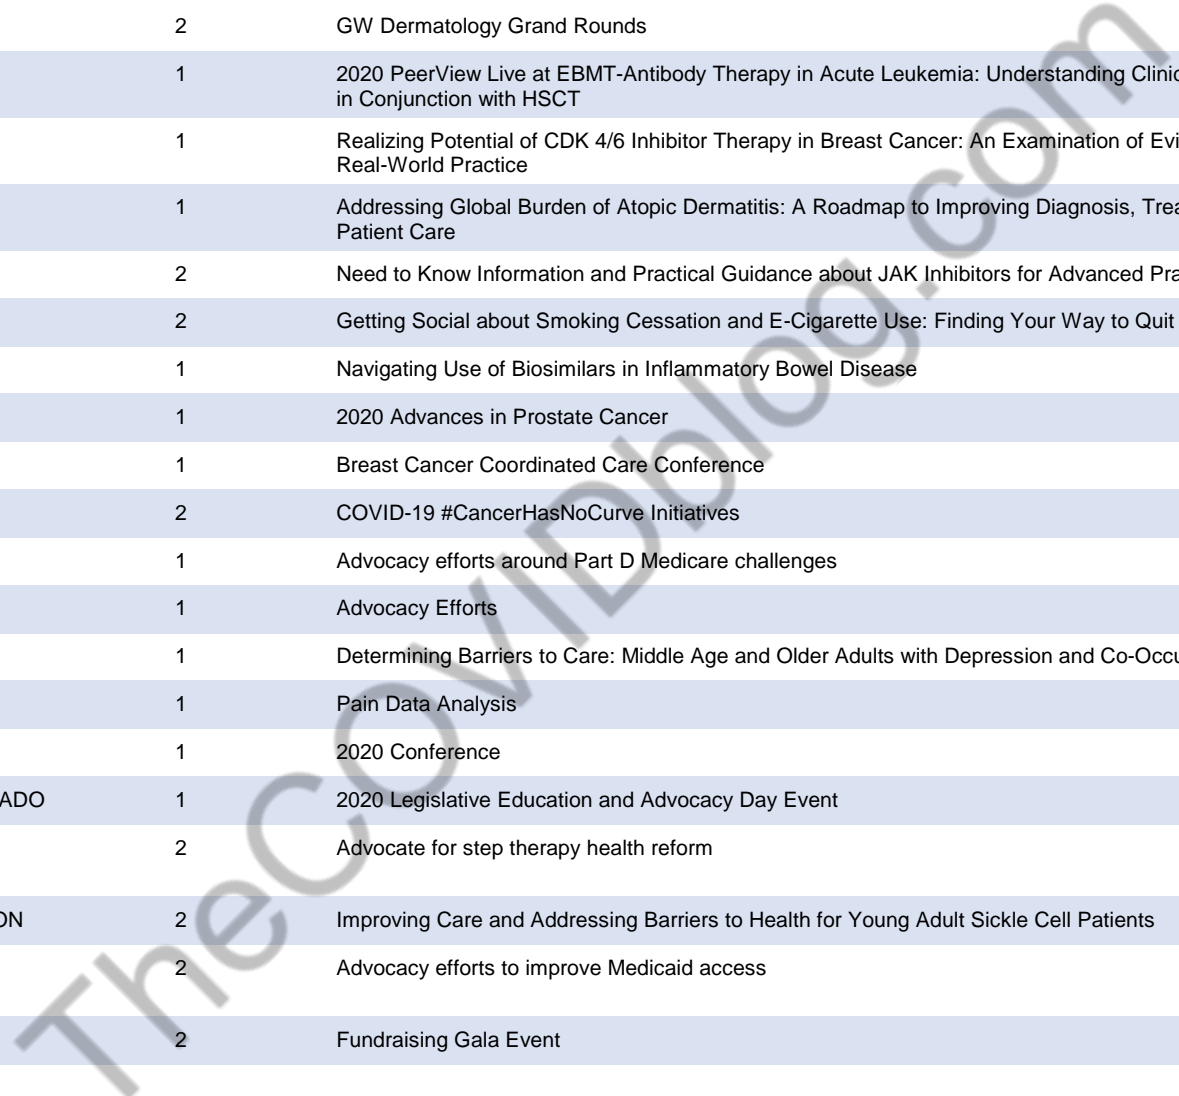 2 GW Dermatology Grand Rounds
1 2020 PeerView Live at EBMT-Antibody Therapy in Acute Leukemia: Understanding
in Conjunction with HSCT
1 Realizing Potential of CDK 4/6 Inhibitor Therapy in Breast Cancer: An Examination of
Real-World Practice
1 Addressing Global Burden of Atopic Dermatitis: A Roadmap to Improving Diagnosis,
Patient Care
2 Need to Know Information and Practical Guidance about JAK Inhibitors for Advanced
2 Getting Social about Smoking Cessation and E-Cigarette Use: Finding Your Way to Quit
1 Navigating Use of Biosimilars in Inflammatory Bowel Disease
1 2020 Advances in Prostate Cancer
1 Breast Cancer Coordinated Care Conference
2 COVID-19 #CancerHasNoCurve Initiatives
1 Advocacy efforts around Part D Medicare challenges
1 Advocacy Efforts
1 Determining Barriers to Care: Middle Age and Older Adults with Depression and
1 Pain Data Analysis
1 2020 Conference
ADO 1 2020 Legislative Education and Advocacy Day Event
2 Advocate for step therapy health reform
ON 2 Improving Care and Addressing Barriers to Health for Young Adult Sickle Cell Patients
2 Advocacy efforts to improve Medicaid access
2 Fundraising Gala Event
TheCOVIDblog.com